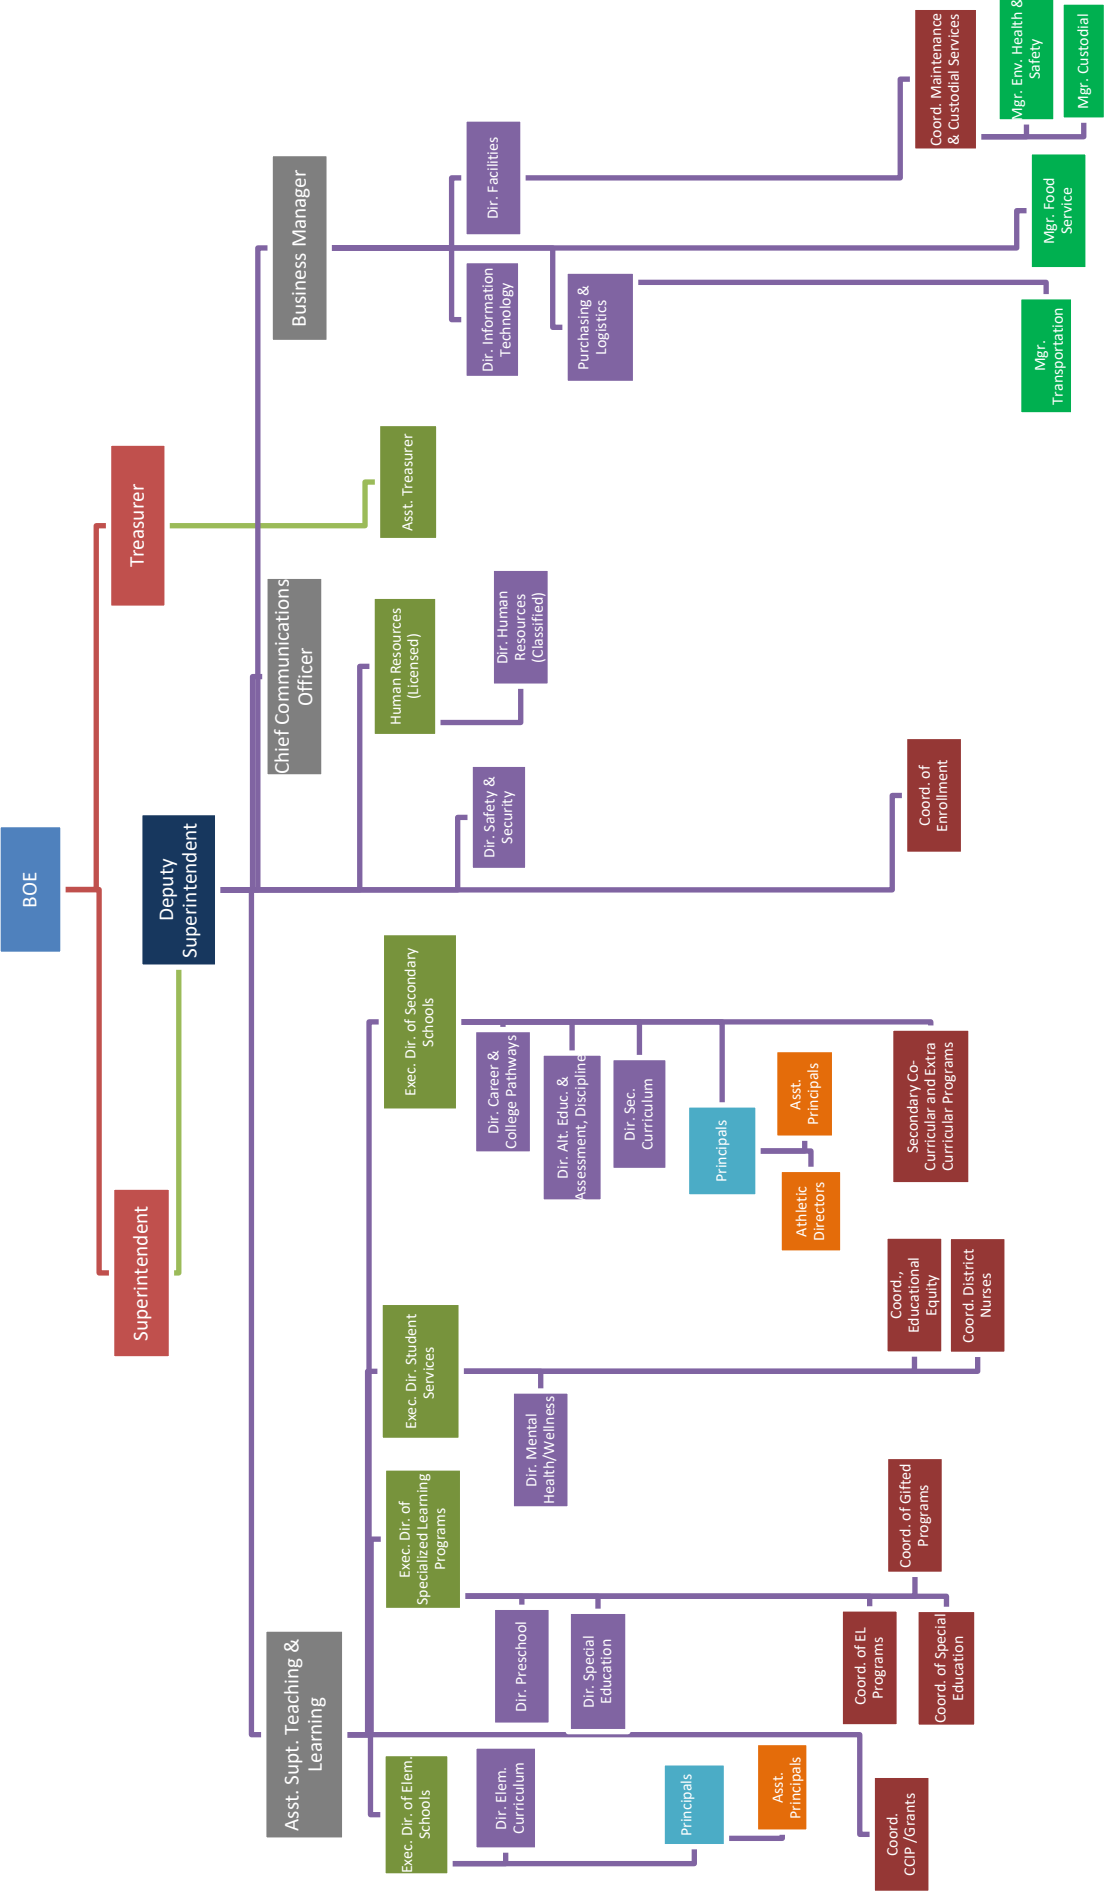 BOE
Superintendent
Treasurer
Deputy
Superintendent
Asst. Supt. Teaching &
Learning
Chief Communications
Officer
Business Manager
Exec. Dir. of Elem.
Schools
Exec. Dir. of
Specialized Learning
Programs
Exec. Dir. Student
Services
Exec. Dir. of Secondary
Schools
Human Resources
(Licensed)
Asst. Treasurer
Dir. Elem.
Curriculum
Dir. Preschool
Dir. Special
Education
Dir. Mental
Health/Wellness
Dir. Career &
College Pathways
Dir. Alt. Educ. &
Assessment, Discipline
Dir. Sec.
Curriculum
Dir. Safety &
Security
Dir. Human
Resources
(Classified)
Dir. Information
Technology
Dir. Facilities
Purchasing &
Logistics
Principals
Asst.
Principals
Principals
Athletic
Directors
Asst.
Principals
Coord.
CCIP /Grants
Coord. of EL
Programs
Coord. of Special
Education
Coord. of Gifted
Programs
Coord.,
Educational
Equity
Coord. District
Nurses
Secondary Co-
Curricular and Extra
Curricular Programs
Coord. of
Enrollment
Coord. Maintenance
& Custodial Services
Mgr.
Transportation
Mgr. Food
Service
Mgr. Env. Health &
Safety
Mgr. Custodial